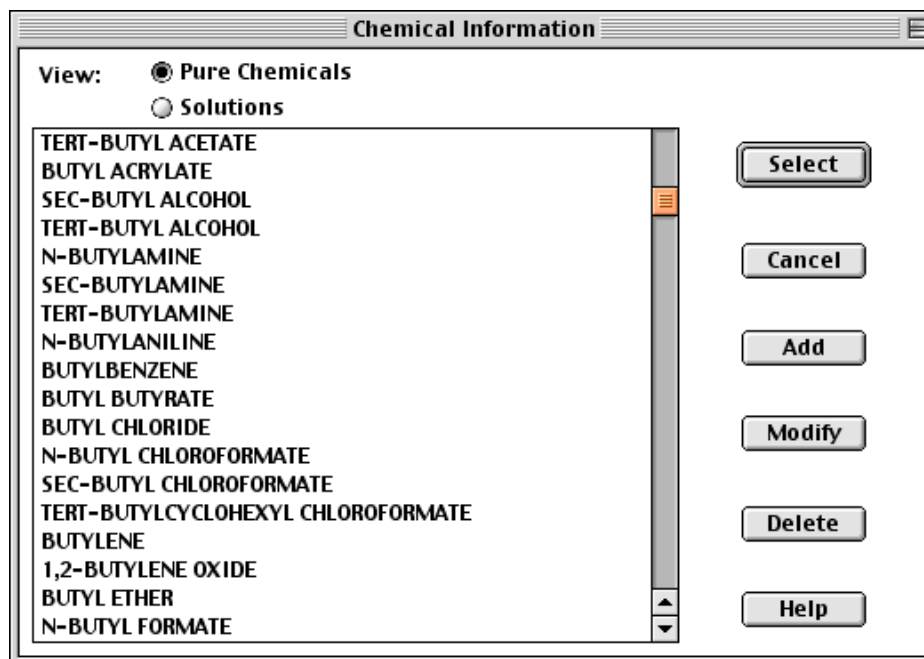 Chemical Information
View:
Pure Chemicals
Solutions
TERT-BUTYL ACETATE
BUTYL ACRYLATE
SEC-BUTYL ALCOHOL
TERT-BUTYL ALCOHOL
N-BUTYLAMINE
SEC-BUTYLAMINE
TERT-BUTYLAMINE
N-BUTYLANILINE
BUTYLBENZENE
BUTYL BUTYRATE
BUTYL CHLORIDE
N-BUTYL CHLOROFORMATE
SEC-BUTYL CHLOROFORMATE
TERT-BUTYLCYCLOHEXYL CHLOROFORMATE
BUTYLENE
1,2-BUTYLENE OXIDE
BUTYL ETHER
N-BUTYL FORMATE
Select
Cancel
Add
Modify
Delete
Help